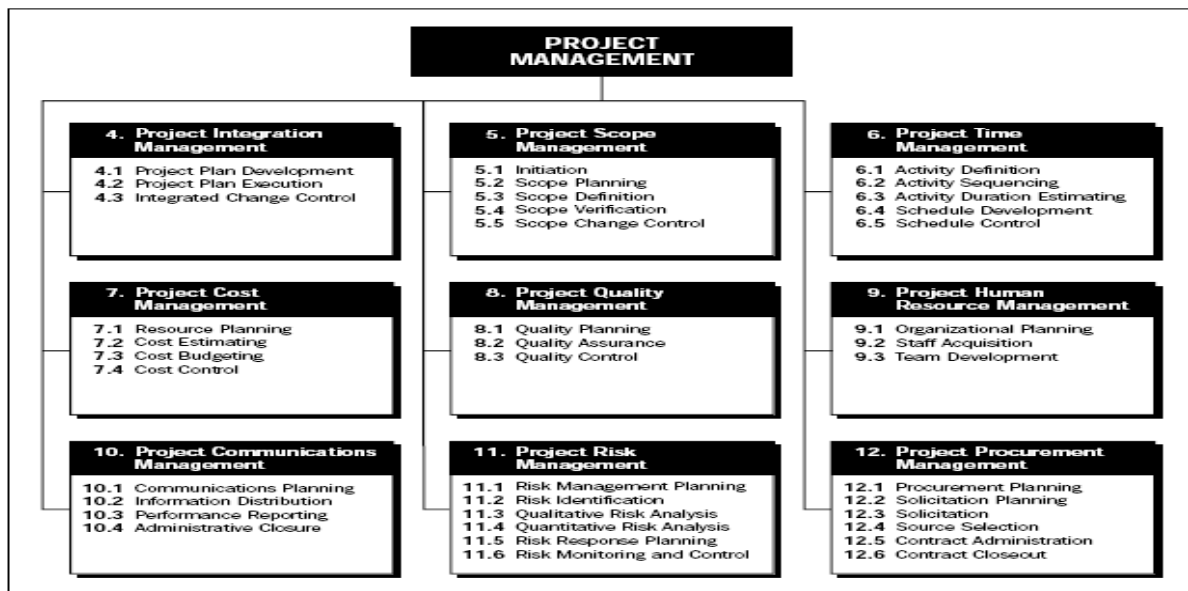 PROJECT
MANAGEMENT
4. Project Integration
Management
4.1 Project Plan Development
4.2 Project Plan Execution
4.3 Integrated Change Control
5. Project Scope
Management
5.1 Initiation
5.2 Scope Planning
5.3 Scope Definition
5.4 Scope Verification
5.5 Scope Change Control
6. Project Time
Management
6.1 Activity Definition
6.2 Activity Sequencing
6.3 Activity Duration Estimating
6.4 Schedule Development
6.5 Schedule Control
7. Project Cost
Management
7.1 Resource Planning
7.2 Cost Estimating
7.3 Cost Budgeting
7.4 Cost Control
8. Project Quality
Management
8.1 Quality Planning
8.2 Quality Assurance
8.3 Quality Control
9. Project Human
Resource Management
9.1 Organizational Planning
9.2 Staff Acquisition
9.3 Team Development
10. Project Communications
Management
10.1 Communications Planning
10.2 Information Distribution
10.3 Performance Reporting
10.4 Administrative Closure
11. Project Risk
Management
11.1 Risk Management Planning
11.2 Risk Identification
11.3 Qualitative Risk Analysis
11.4 Quantitative Risk Analysis
11.5 Risk Response Planning
11.6 Risk Monitoring and Control
12. Project Procurement
Management
12.1 Procurement Planning
12.2 Solicitation Planning
12.3 Solicitation
12.4 Source Selection
12.5 Contract Administration
12.6 Contract Closeout